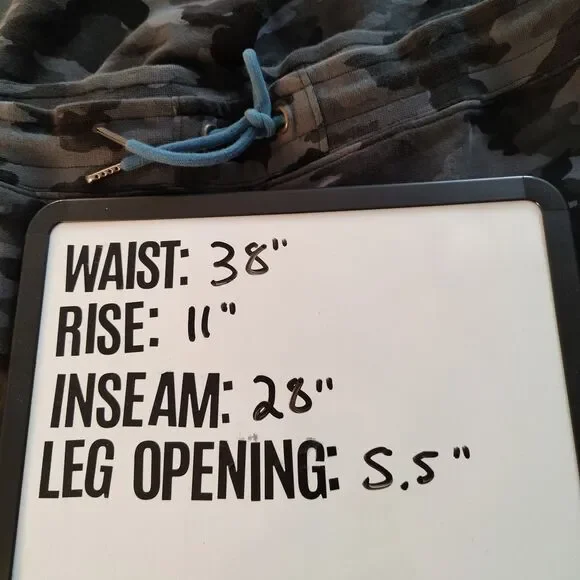 WAIST: 38"
RISE: 11"
INSEAM: 28"
LEG OPENING: 5.5"